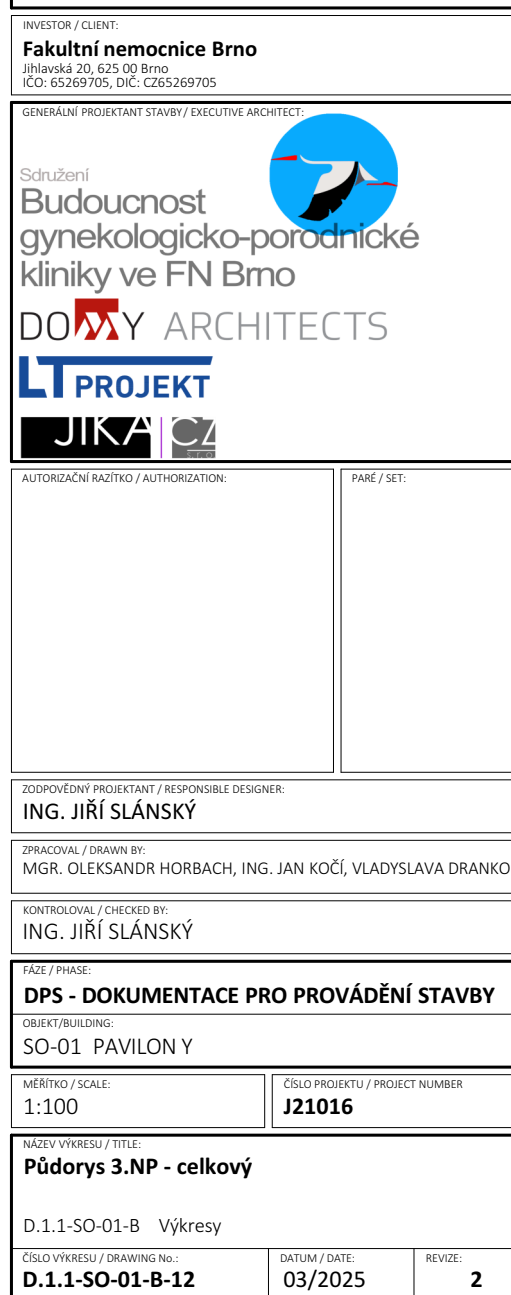 INVESTOR / CLIENT:
Fakultní nemocnice Brno
Jihlavská 20, 625 00 Brno
IČO: 65269705, DIČ: CZ65269705
GENERÁLNÍ PROJEKTANT STAVBY/ EXECUTIVE ARCHITECT:
Sdružení
Budoucnost
gynekologicko-porodnické
kliniky ve FN Brno
DOMY ARCHITECTS
LT PROJEKT
JIKA CZ
s.r.o.
AUTORIZAČNÍ RAZÍTKO / AUTHORIZATION:
PARÉ / SET:
ZODPOVĚDNÝ PROJEKTANT / RESPONSIBLE DESIGNER:
ING. JIŘÍ SLÁNSKÝ
ZPRACOVAL / DRAWN BY:
MGR. OLEKSANDR HORBACH, ING. JAN KOČÍ, VLADYSLAVA DRANKO
KONTROLOVAL / CHECKED BY:
ING. JIŘÍ SLÁNSKÝ
FÁZE / PHASE:
DPS - DOKUMENTACE PRO PROVÁDĚNÍ STAVBY
OBJEKT/BUILDING:
SO-01 PAVILON Y
MĚŘÍTKO / SCALE:
1:100
ČÍSLO PROJEKTU / PROJECT NUMBER
J21016
NÁZEV VÝKRESU / TITLE:
Půdorys 3.NP - celkový
D.1.1-SO-01-B Výkresy
ČÍSLO VÝKRESU / DRAWING No.:
D.1.1-SO-01-B-12
DATUM / DATE:
03/2025
REVIZE:
2